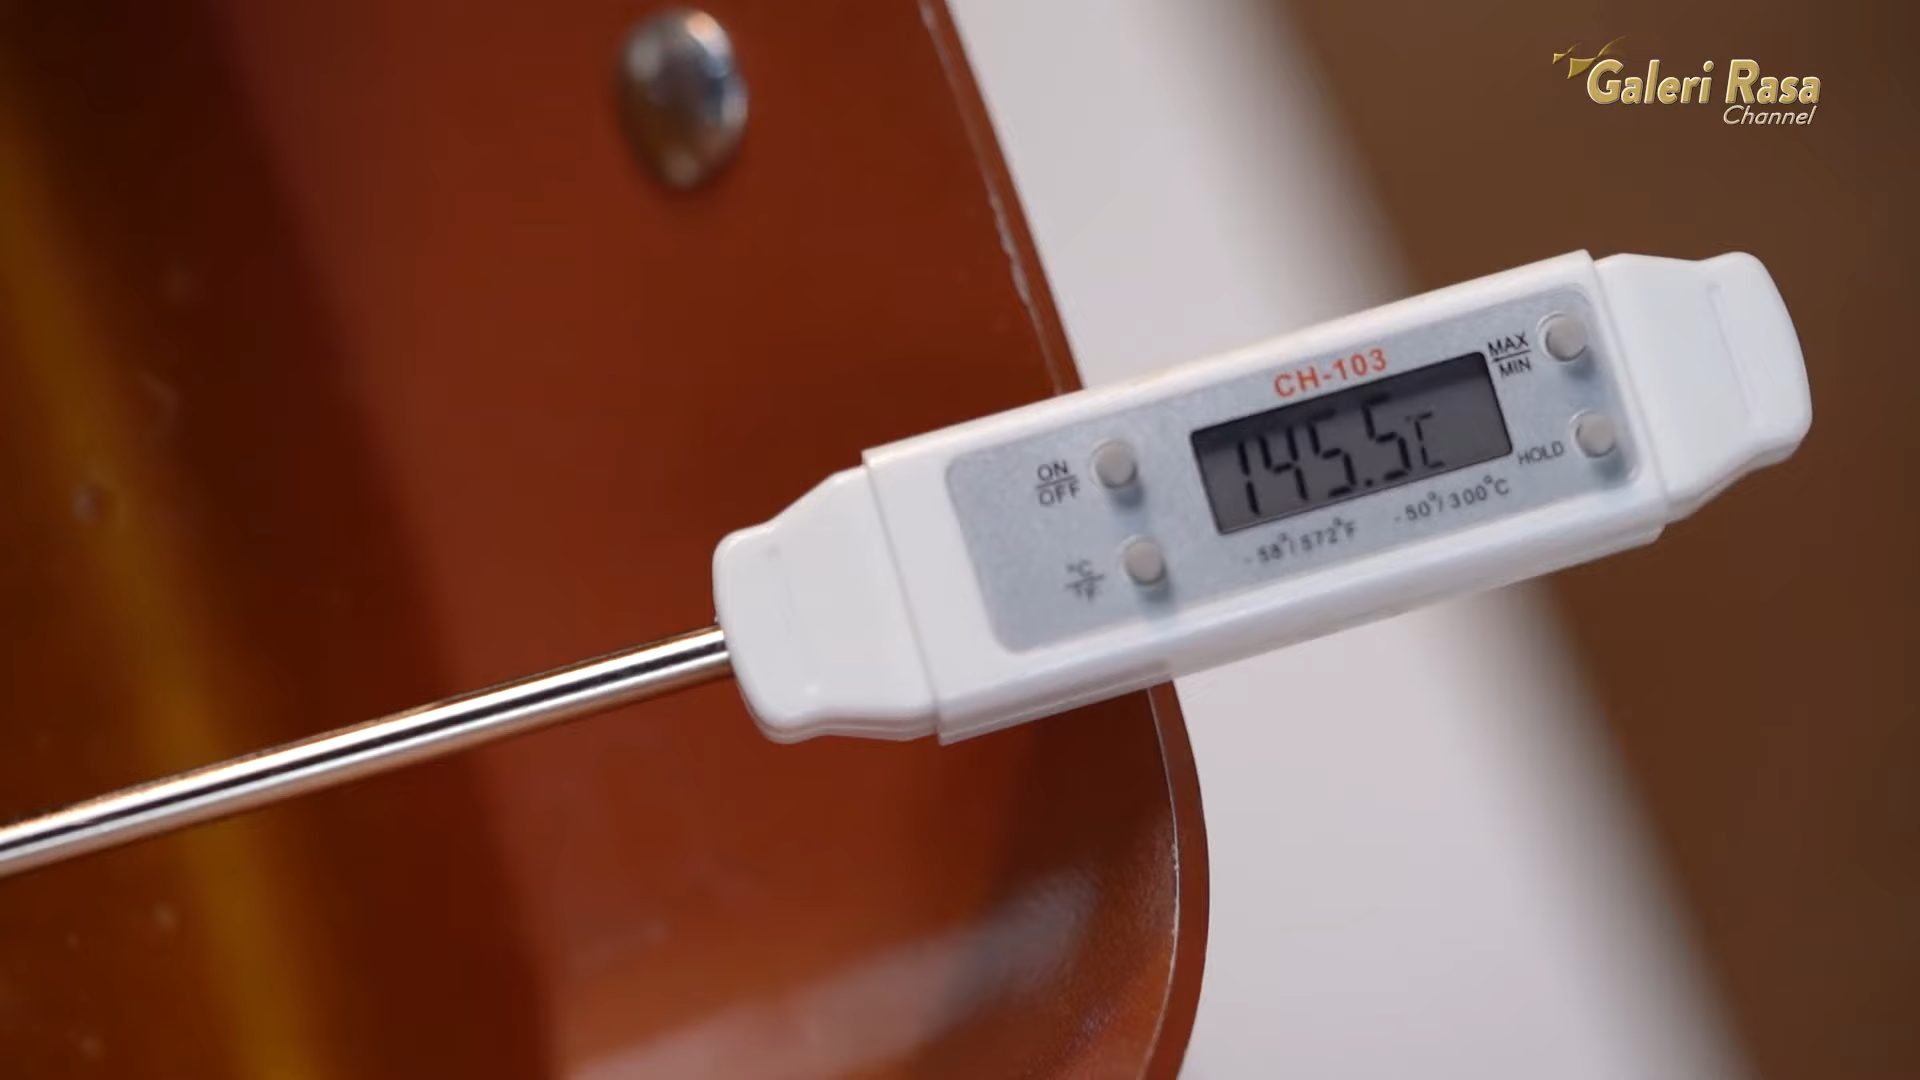 Galeri Rasa
Channel
CH-103
MAX
MIN
ON
OFF
145.5°C
HOLD
°C
°F
-58°/572°F
-50°/300°C